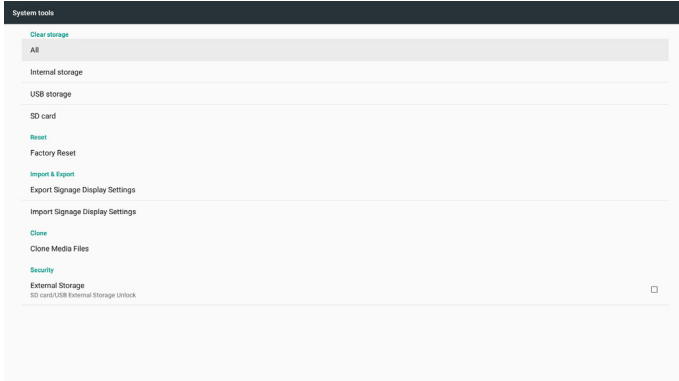 System tools
Clear storage
All
Internal storage
USB storage
SD card
Reset
Factory Reset
Import & Export
Export Signage Display Settings
Import Signage Display Settings
Clone
Clone Media Files
Security
External Storage
SD card/USB External Storage Unlock